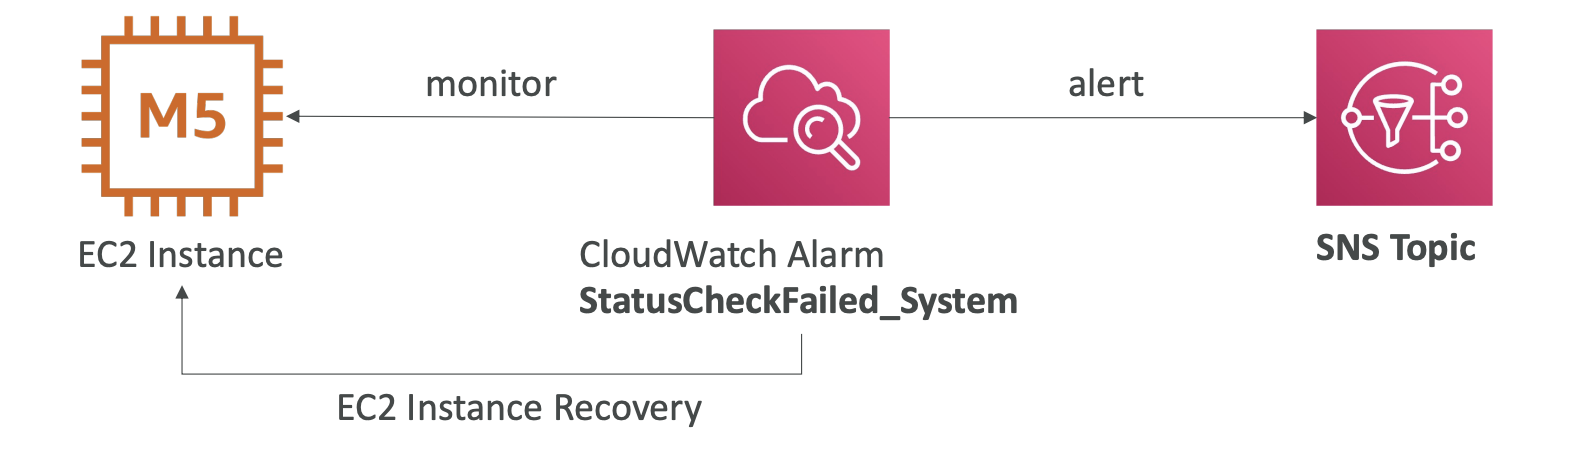 M5
monitor
alert
EC2 Instance
CloudWatch Alarm
StatusCheckFailed_System
SNS Topic
EC2 Instance Recovery